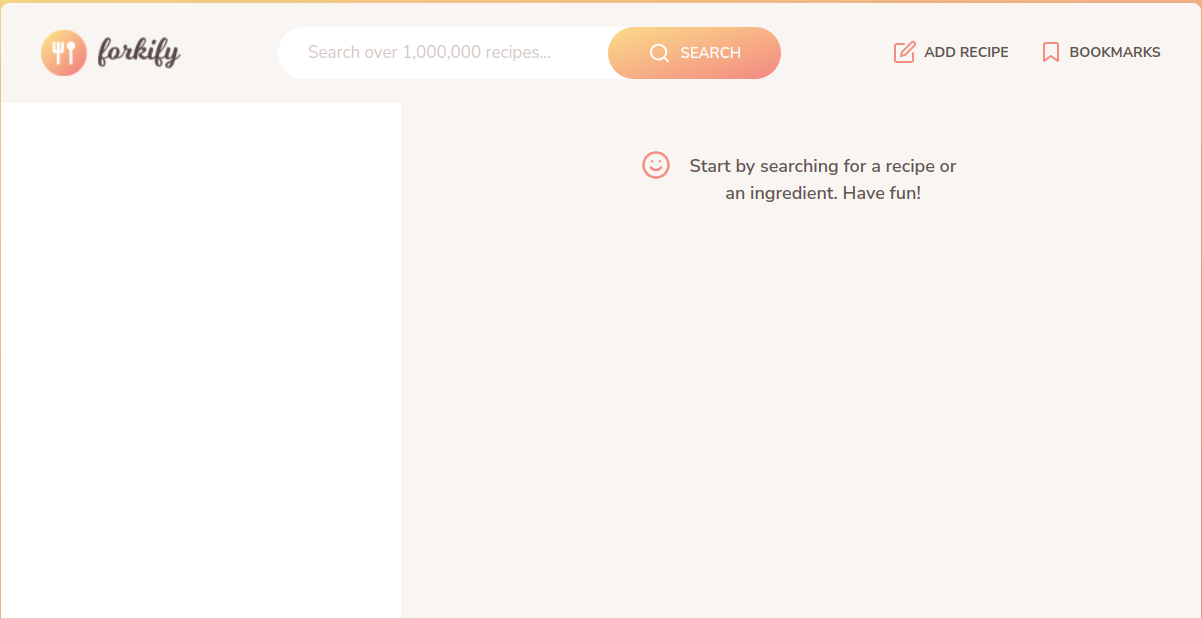 forkify
Search over 1,000,000 recipes...
SEARCH
ADD RECIPE
BOOKMARKS
Start by searching for a recipe or
an ingredient. Have fun!